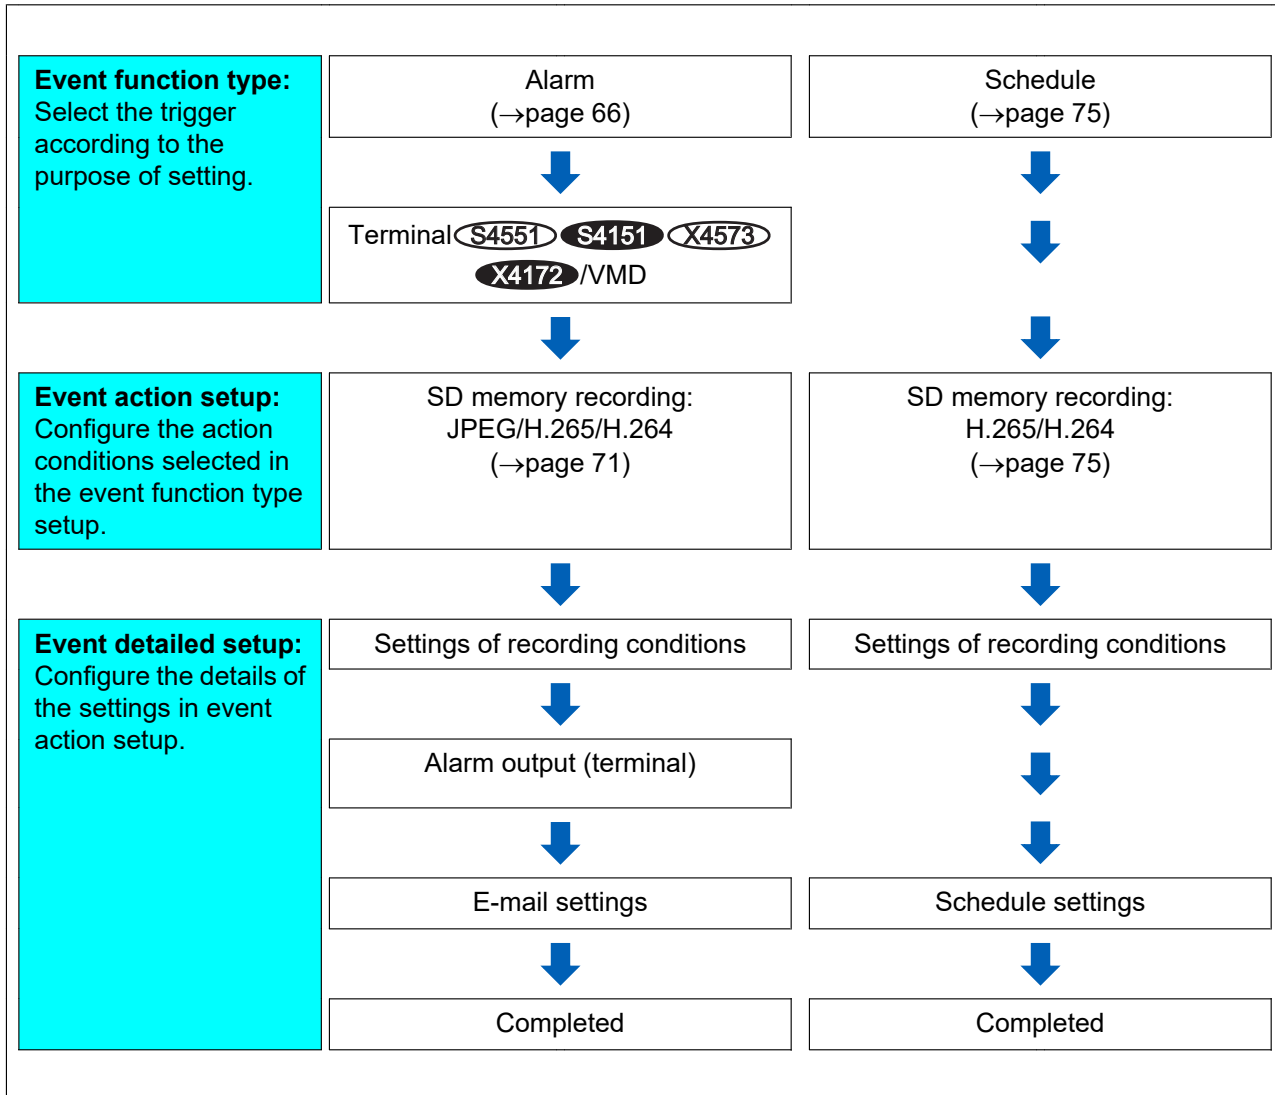 Event function type:
Select the trigger
according to the
purpose of setting.
Alarm
(→page 66)
Schedule
(→page 75)
Terminal S4551 S4151 X4573
X4172 /VMD
Event action setup:
Configure the action
conditions selected in
the event function type
setup.
SD memory recording:
JPEG/H.265/H.264
(→page 71)
SD memory recording:
H.265/H.264
(→page 75)
Event detailed setup:
Configure the details of
the settings in event
action setup.
Settings of recording conditions
Settings of recording conditions
Alarm output (terminal)
E-mail settings
Schedule settings
Completed
Completed